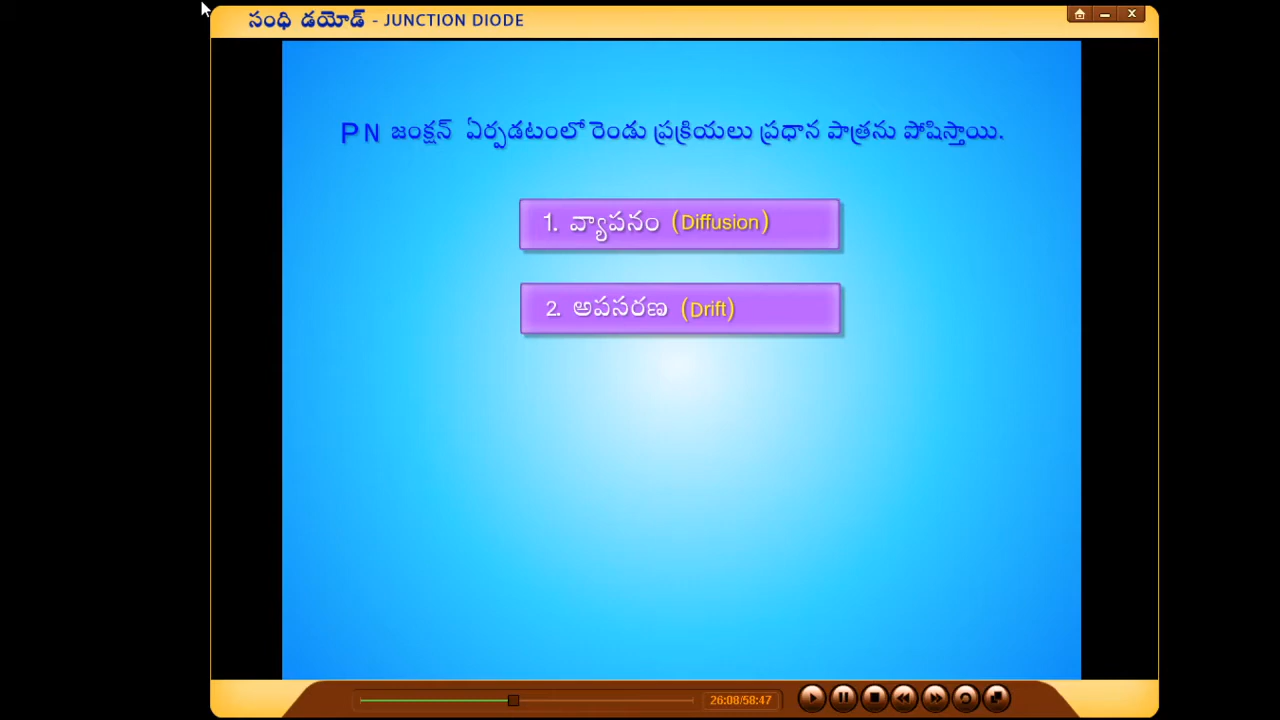 సంధి డయోడ్ - JUNCTION DIODE
P N జంక్షన్ ఏర్పడటంలో రెండు ప్రక్రియలు ప్రధాన పాత్రను పోషిస్తాయి.
1. వ్యాపనం (Diffusion)
2. అపసరణ (Drift)
26:08/58:47